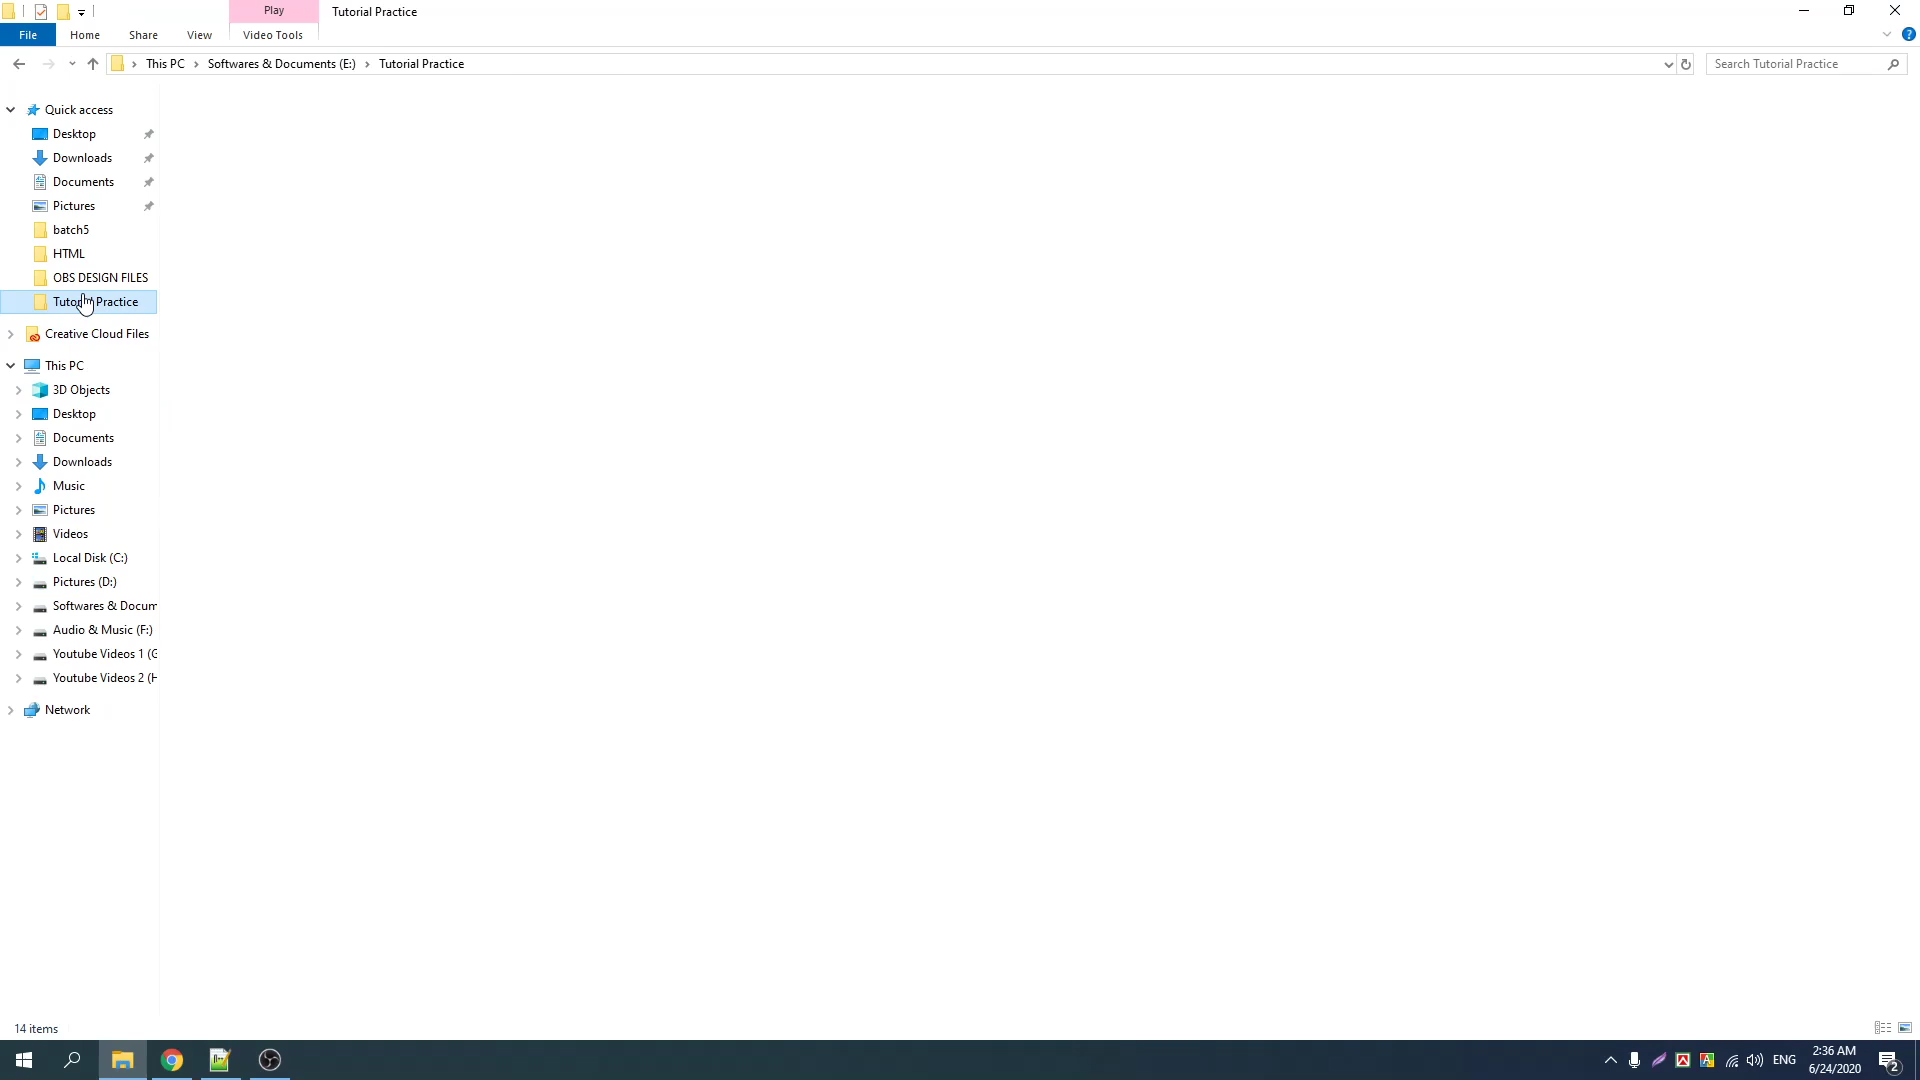 Play
Tutorial Practice
File
Home
Share
View
Video Tools
This PC
Softwares & Documents (E:)
Tutorial Practice
Search Tutorial Practice
Quick access
Desktop
Downloads
Documents
Pictures
batch5
HTML
OBS DESIGN FILES
Tutorial Practice
Creative Cloud Files
This PC
3D Objects
Desktop
Documents
Downloads
Music
Pictures
Videos
Local Disk (C:)
Pictures (D:)
Softwares & Docum
Audio & Music (F:)
Youtube Videos 1 (G
Youtube Videos 2 (H
Network
14 items
ENG
2:36 AM
6/24/2020
2